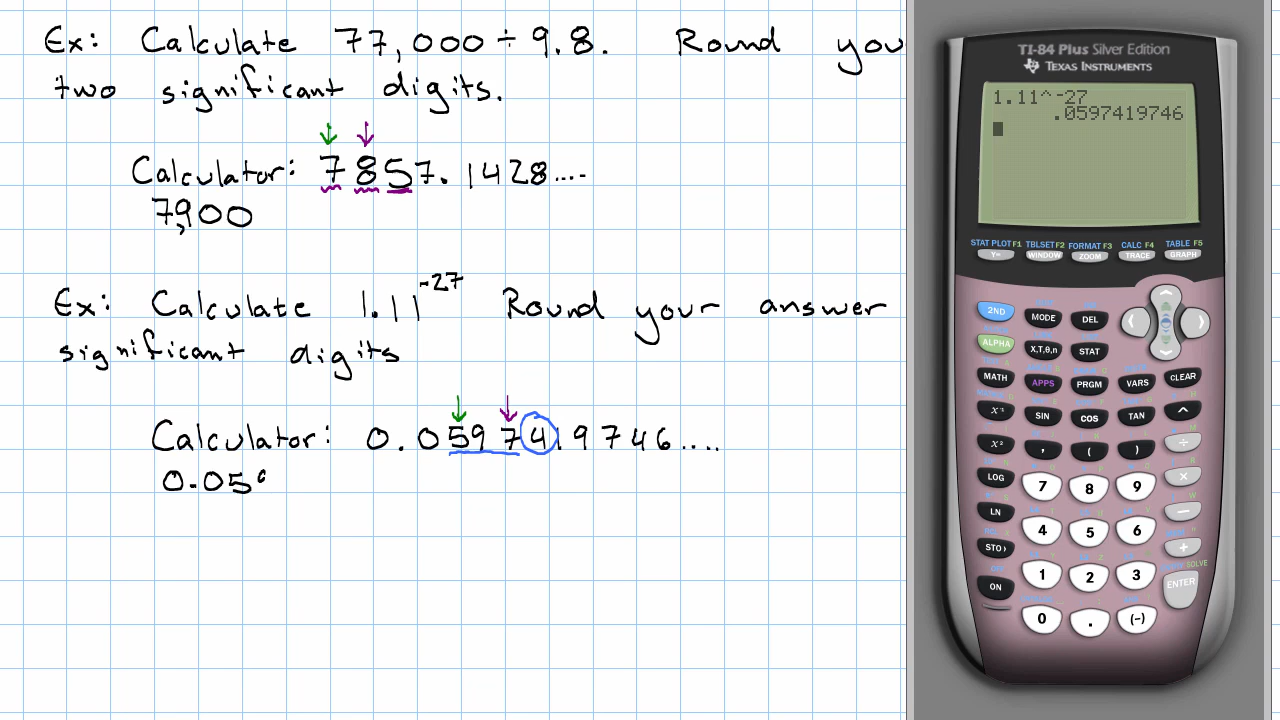 Ex: Calculate 77,000 ÷ 9.8. Round you
two significant digits.
Calculator: 7857.1428....
7,900
Ex: Calculate 1.11^-27 Round your answer
significant digits
Calculator: 0.0597419746....
0.059
TI-84 Plus Silver Edition
TEXAS INSTRUMENTS
1.11^-27
.0597419746
STAT PLOT F1 TBLSET F2 FORMAT F3 CALC F4 TABLE F5
Y= WINDOW ZOOM TRACE GRAPH
2ND MODE DEL
ALPHA X,T,θ,n STAT
MATH APPS PRGM VARS CLEAR
x⁻¹ SIN COS TAN ^
x² , ( ) ÷
LOG 7 8 9 ×
LN 4 5 6 −
STO› 1 2 3 +
ON 0 . (−) ENTER